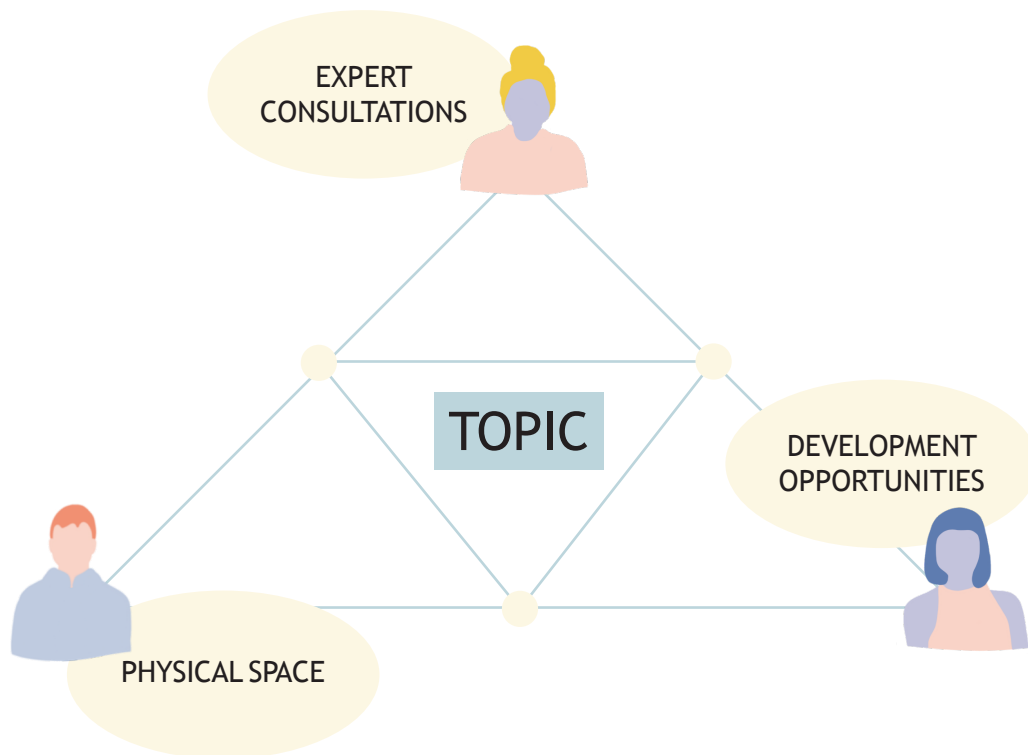 EXPERT
CONSULTATIONS
TOPIC
DEVELOPMENT
OPPORTUNITIES
PHYSICAL SPACE